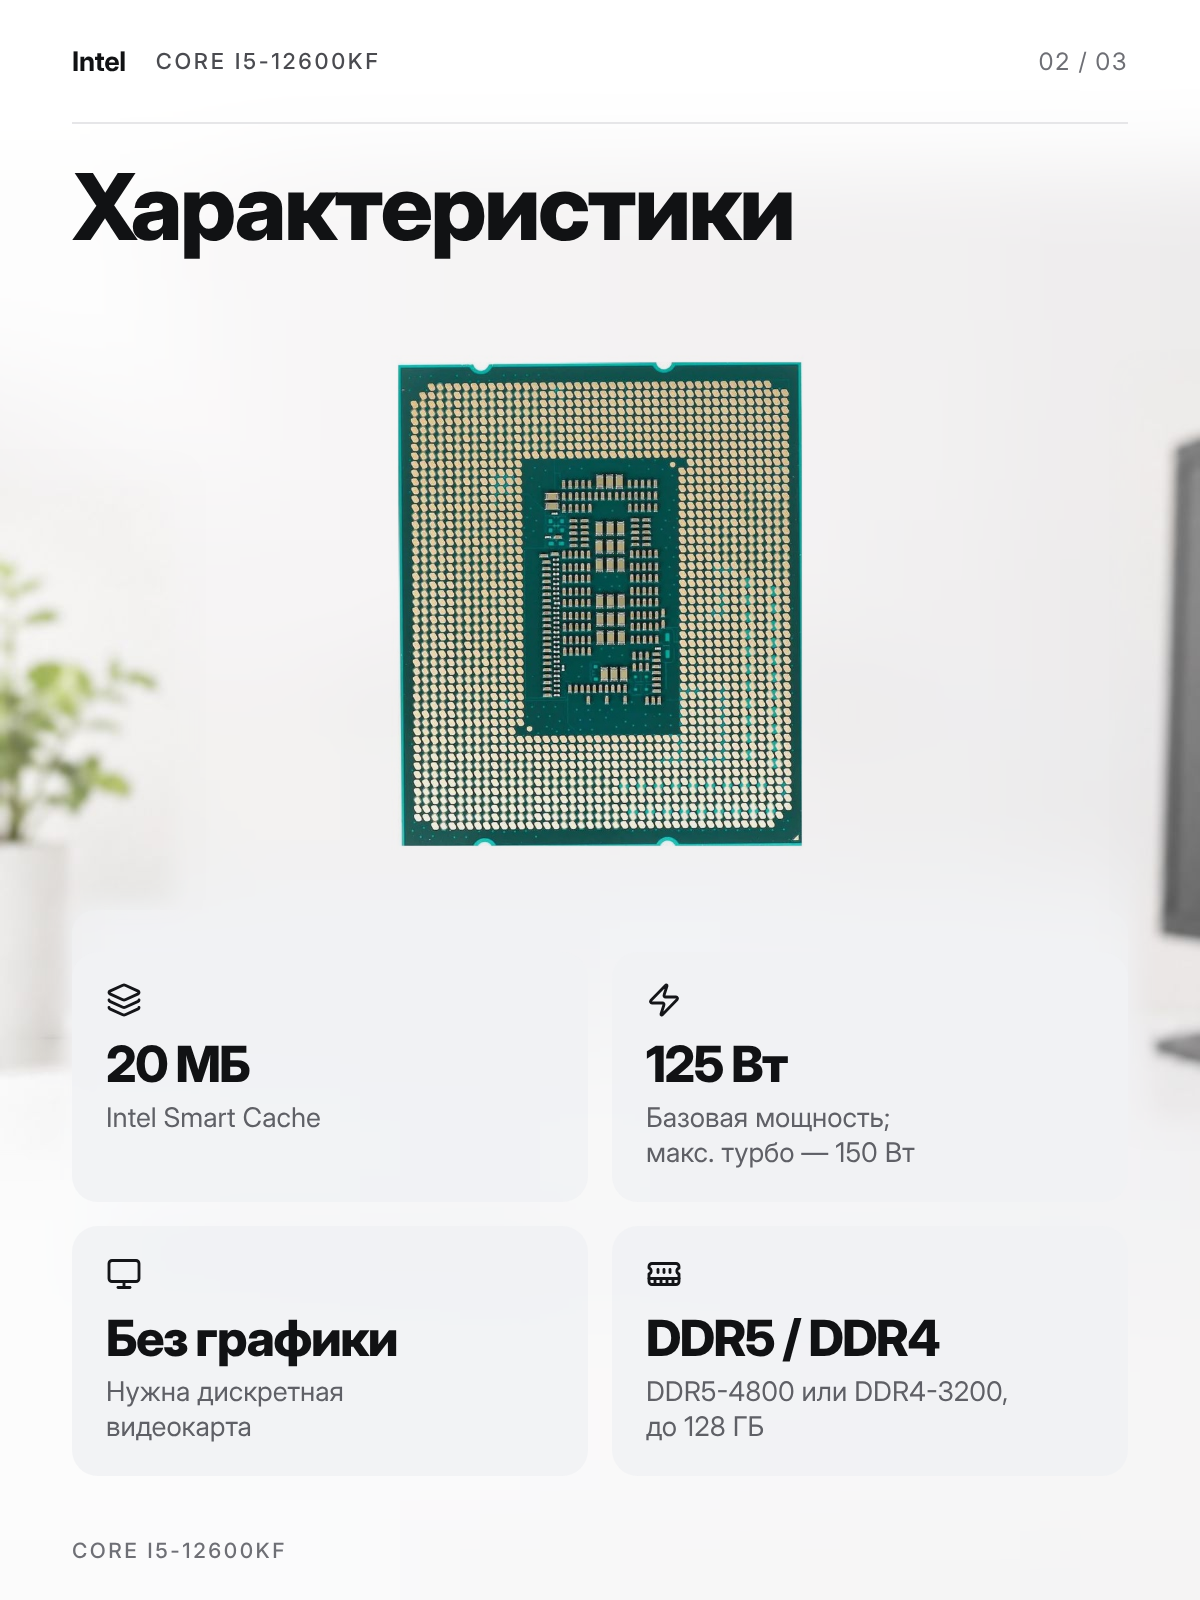 Intel CORE I5-12600KF 02 / 03
Характеристики
20 МБ
Intel Smart Cache
125 Вт
Базовая мощность;
макс. турбо — 150 Вт
Без графики
Нужна дискретная
видеокарта
DDR5 / DDR4
DDR5-4800 или DDR4-3200,
до 128 ГБ
CORE I5-12600KF